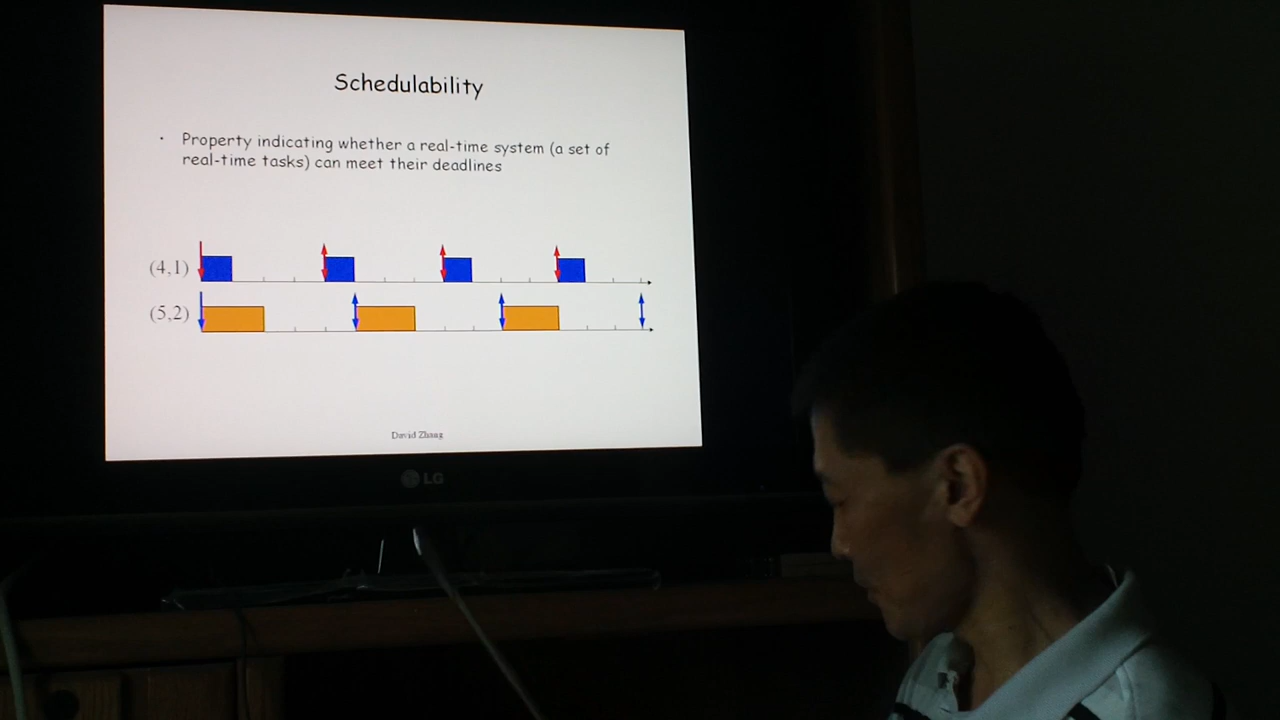 Schedulability
· Property indicating whether a real-time system (a set of
real-time tasks) can meet their deadlines
(4,1)
(5,2)
David Zhang
LG